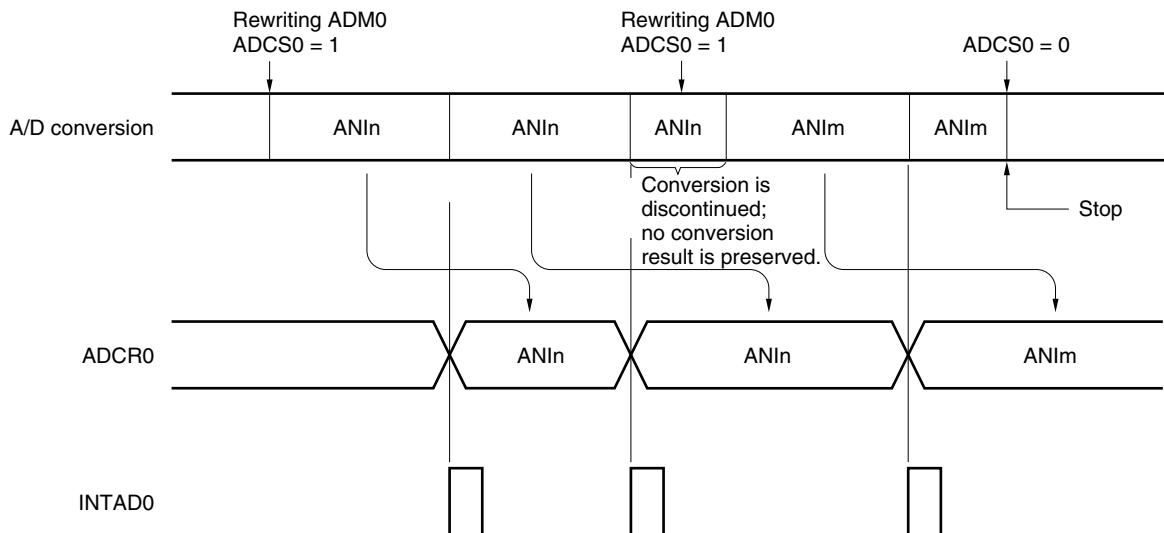 Rewriting ADM0
ADCS0 = 1
Rewriting ADM0
ADCS0 = 1
ADCS0 = 0
A/D conversion
ANIn
ANIn
ANIn
ANIm
ANIm
Conversion is
discontinued;
no conversion
result is preserved.
Stop
ADCR0
ANIn
ANIn
ANIm
INTAD0